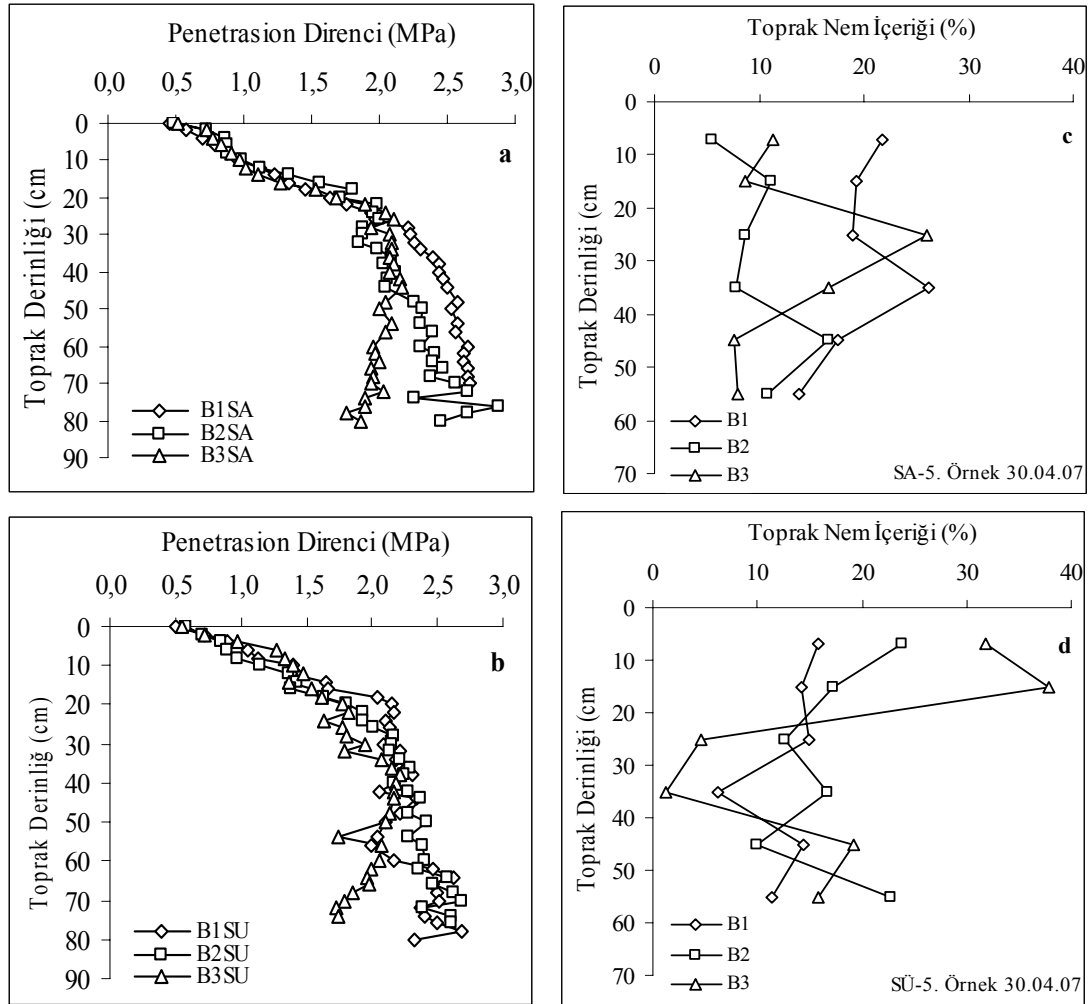 Penetrasion Direnci (MPa)
0,0 0,5 1,0 1,5 2,0 2,5 3,0
0
10
20
30
40
50
60
70
80
90
Toprak Derinliği (cm
a
B1SA
B2SA
B3SA
Toprak Nem İçeriği (%)
0 10 20 30 40
0
10
20
30
40
50
60
70
Toprak Derinliği (cm
c
B1
B2
B3
SA-5. Örnek 30.04.07
Penetrasion Direnci (MPa)
0,0 0,5 1,0 1,5 2,0 2,5 3,0
0
10
20
30
40
50
60
70
80
90
Toprak Derinliğ (cm)
b
B1SU
B2SU
B3SU
Toprak Nem İçeriği (%)
0 10 20 30 40
0
10
20
30
40
50
60
70
Toprak Derinliği (cm
d
B1
B2
B3
SÜ-5. Örnek 30.04.07